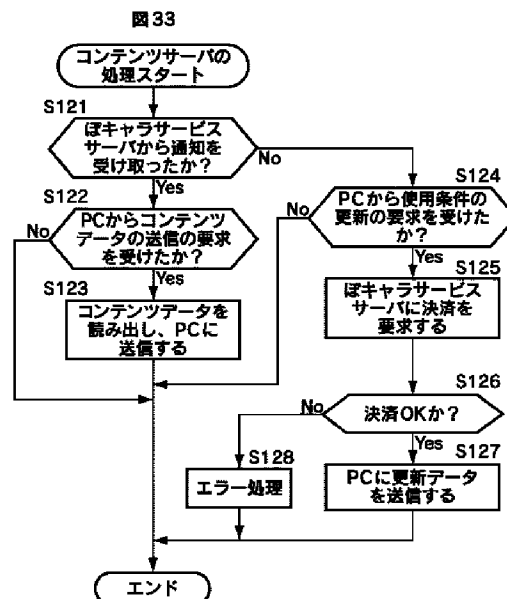 図33
コンテンツサーバの
処理スタート
S121
ぽキャラサービス
サーバから通知を
受け取ったか？
No
Yes
S122
PCからコンテンツ
データの送信の要求
を受けたか？
No
Yes
S123
コンテンツデータを
読み出し、PCに
送信する
S124
PCから使用条件の
更新の要求を受けた
か？
No
Yes
S125
ぽキャラサービス
サーバに決済を
要求する
S126
決済OKか？
No
Yes
S128
エラー処理
S127
PCに更新データ
を送信する
エンド